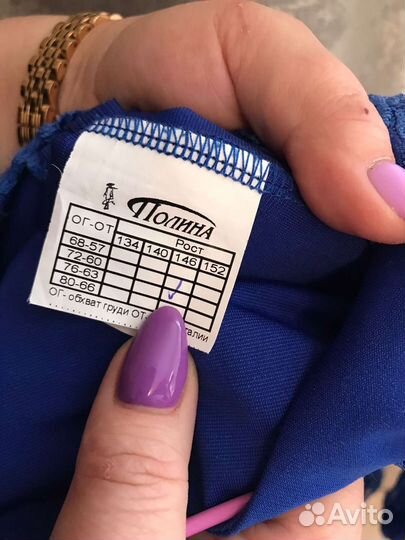 Полина
ОГ-ОТ Рост
134 140 146 152
68-57
72-60
76-63
80-66
ОГ- обхват груди ОТ- талии
Avito